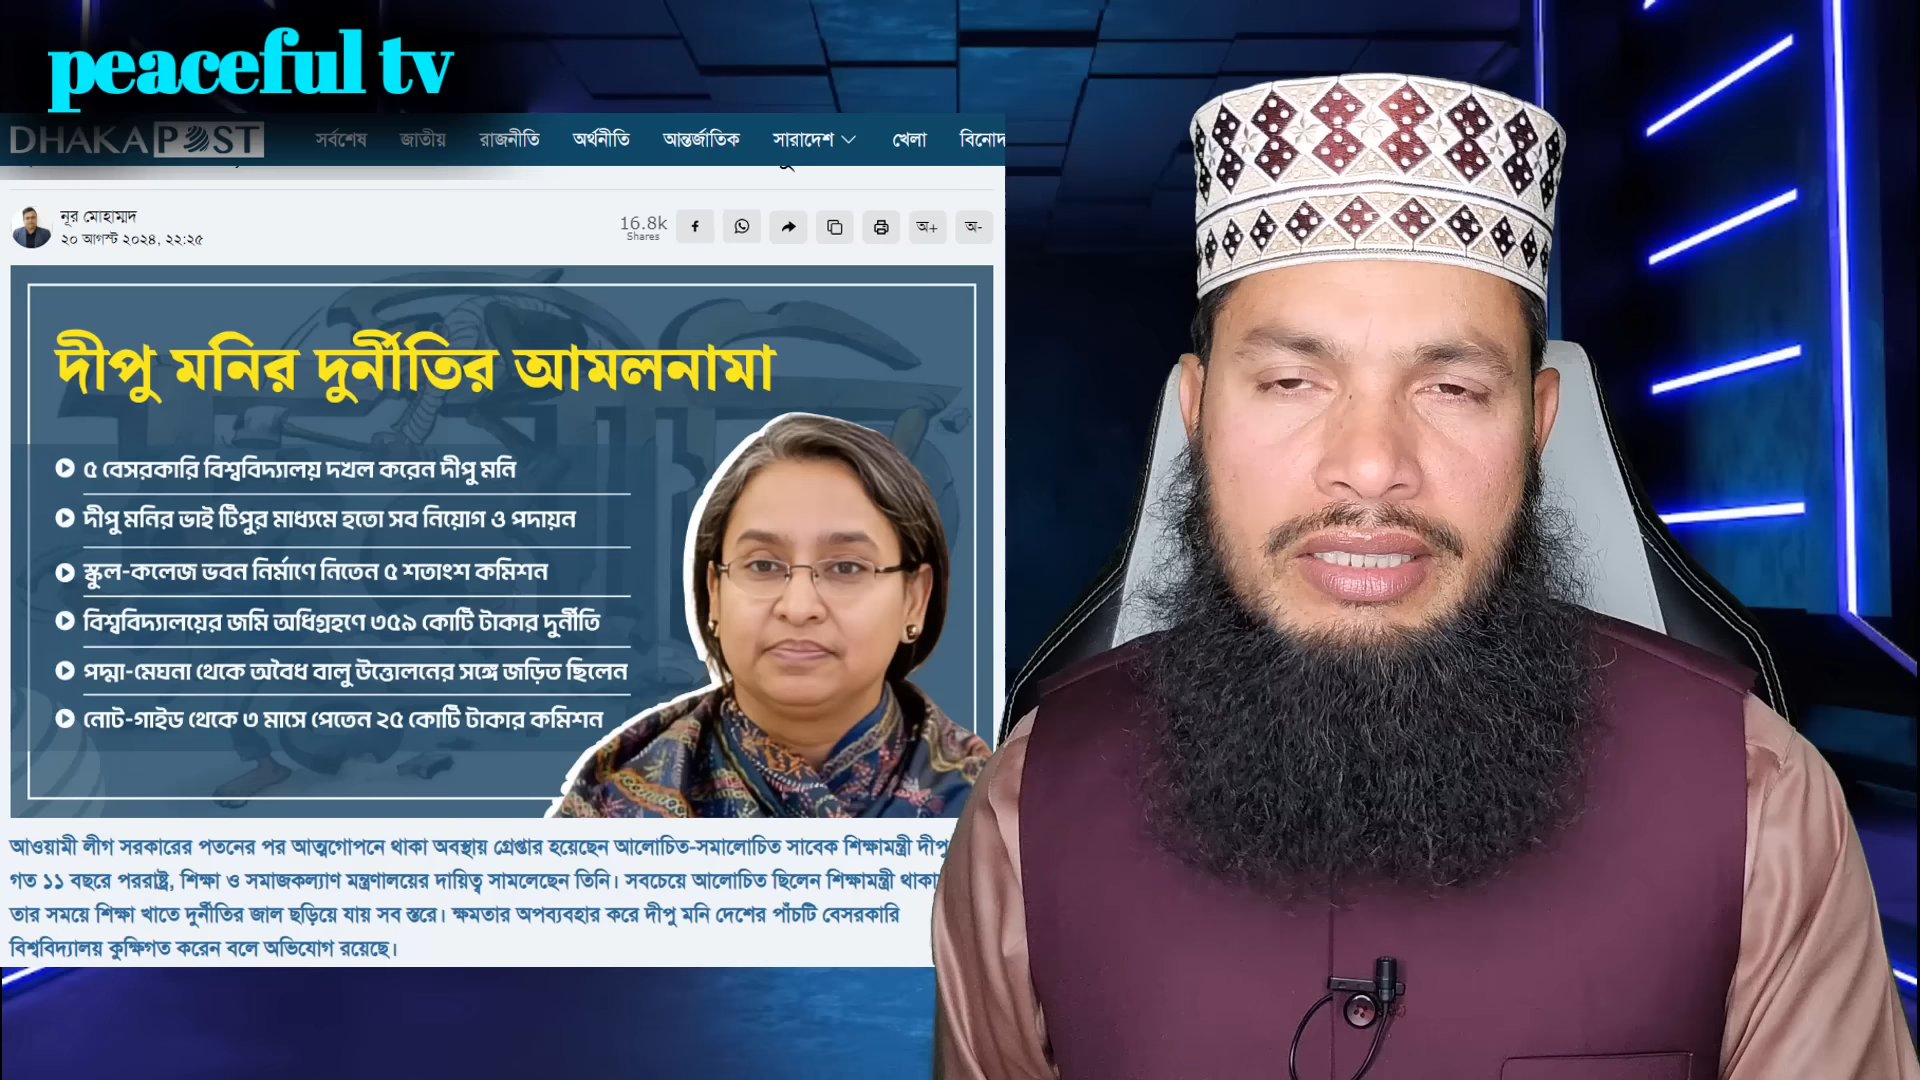 peaceful tv
DHAKA POST
সর্বশেষ জাতীয় রাজনীতি অর্থনীতি আন্তর্জাতিক সারাদেশ খেলা বিনোদ
নূর মোহাম্মদ
২০ আগস্ট ২০২৪, ২২:২৫
16.8k
Shares
অ+ অ-
দীপু মনির দুর্নীতির আমলনামা
৫ বেসরকারি বিশ্ববিদ্যালয় দখল করেন দীপু মনি
দীপু মনির ভাই টিপুর মাধ্যমে হতো সব নিয়োগ ও পদায়ন
স্কুল-কলেজ ভবন নির্মাণে নিতেন ৫ শতাংশ কমিশন
বিশ্ববিদ্যালয়ের জমি অধিগ্রহণে ৩৫৯ কোটি টাকার দুর্নীতি
পদ্মা-মেঘনা থেকে অবৈধ বালু উত্তোলনের সঙ্গে জড়িত ছিলেন
নোট-গাইড থেকে ৩ মাসে পেতেন ২৫ কোটি টাকার কমিশন
আওয়ামী লীগ সরকারের পতনের পর আত্মগোপনে থাকা অবস্থায় গ্রেপ্তার হয়েছেন আলোচিত-সমালোচিত সাবেক শিক্ষামন্ত্রী দীপু
গত ১১ বছরে পররাষ্ট্র, শিক্ষা ও সমাজকল্যাণ মন্ত্রণালয়ের দায়িত্ব সামলেছেন তিনি। সবচেয়ে আলোচিত ছিলেন শিক্ষামন্ত্রী থাকা
তার সময়ে শিক্ষা খাতে দুর্নীতির জাল ছড়িয়ে যায় সব স্তরে। ক্ষমতার অপব্যবহার করে দীপু মনি দেশের পাঁচটি বেসরকারি
বিশ্ববিদ্যালয় কুক্ষিগত করেন বলে অভিযোগ রয়েছে।